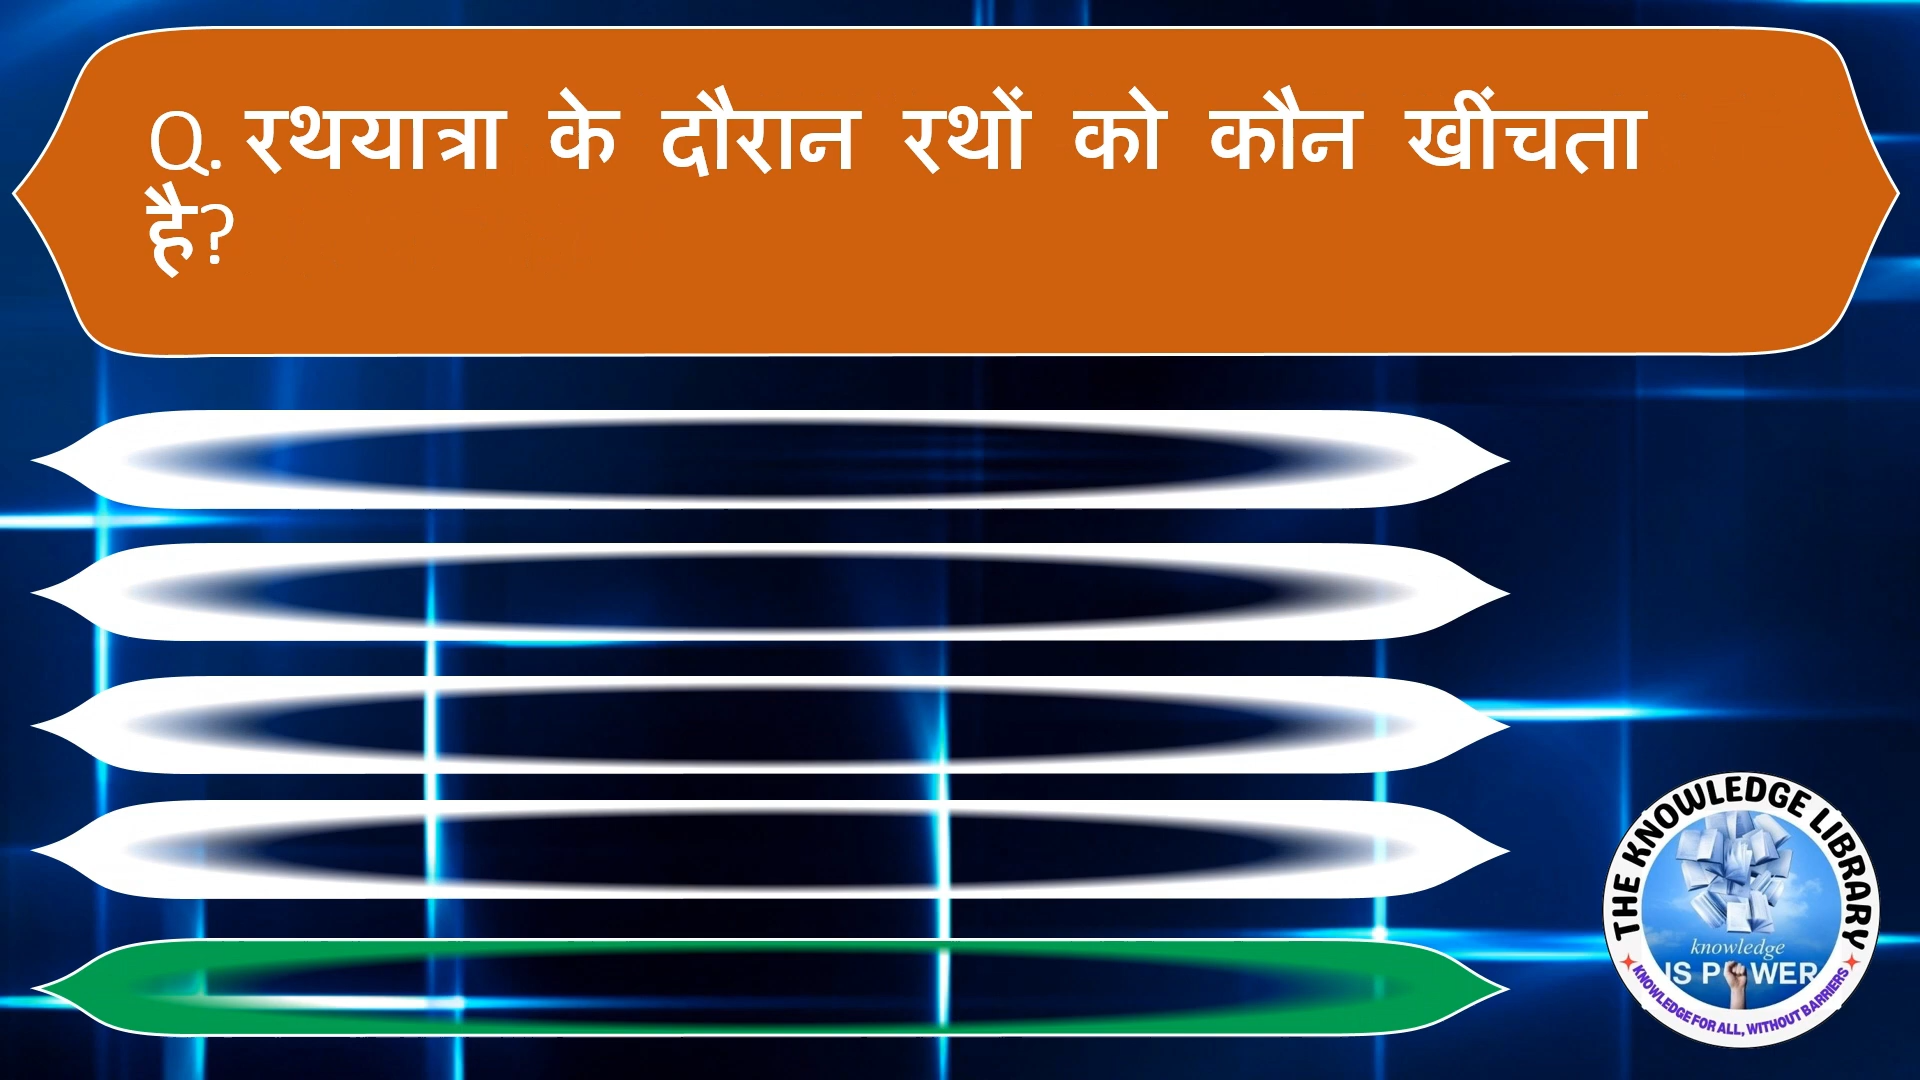 Q. रथयात्रा के दौरान रथों को कौन खींचता
है?
THE KNOWLEDGE LIBRARY
knowledge
IS POWER
KNOWLEDGE FOR ALL, WITHOUT BARRIERS